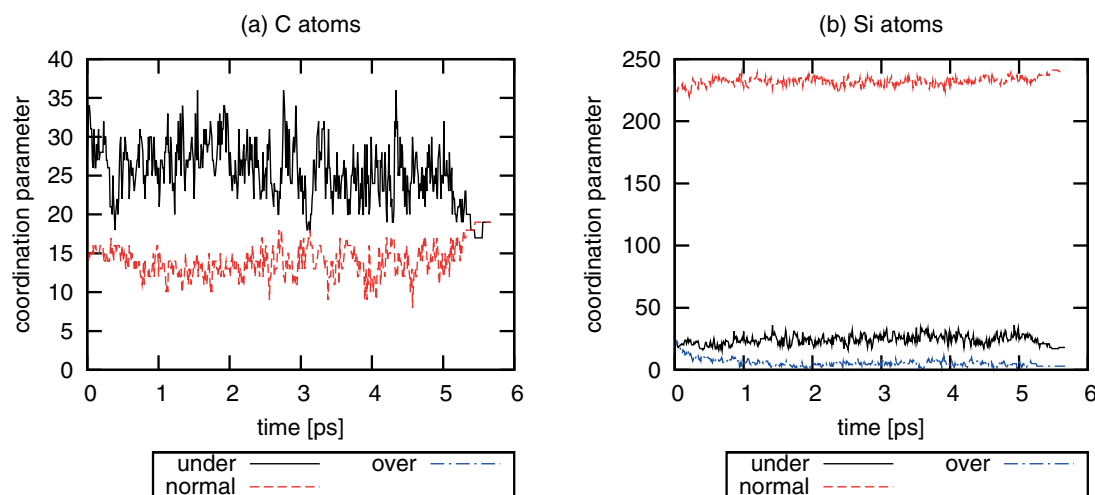 (a) C atoms
coordination parameter
40
35
30
25
20
15
10
5
0
0 1 2 3 4 5 6
time [ps]
under over
normal
(b) Si atoms
coordination parameter
250
200
150
100
50
0
0 1 2 3 4 5 6
time [ps]
under over
normal